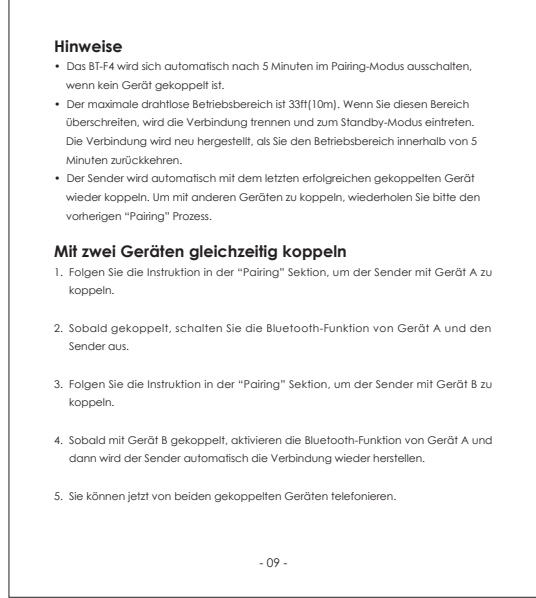 Hinweise
• Das BT-F4 wird sich automatisch nach 5 Minuten im Pairing-Modus ausschalten,
wenn kein Gerät gekoppelt ist.
• Der maximale drahtlose Betriebsbereich ist 33ft(10m). Wenn Sie diesen Bereich
überschreiten, wird die Verbindung trennen und zum Standby-Modus eintreten.
Die Verbindung wird neu hergestellt, als Sie den Betriebsbereich innerhalb von 5
Minuten zurückkehren.
• Der Sender wird automatisch mit dem letzten erfolgreichen gekoppelten Gerät
wieder koppeln. Um mit anderen Geräten zu koppeln, wiederholen Sie bitte den
vorherigen “Pairing” Prozess.
Mit zwei Geräten gleichzeitig koppeln
1. Folgen Sie die Instruktion in der “Pairing” Sektion, um der Sender mit Gerät A zu
koppeln.
2. Sobald gekoppelt, schalten Sie die Bluetooth-Funktion von Gerät A und den
Sender aus.
3. Folgen Sie die Instruktion in der “Pairing” Sektion, um der Sender mit Gerät B zu
koppeln.
4. Sobald mit Gerät B gekoppelt, aktivieren die Bluetooth-Funktion von Gerät A und
dann wird der Sender automatisch die Verbindung wieder herstellen.
5. Sie können jetzt von beiden gekoppelten Geräten telefonieren.
- 09 -